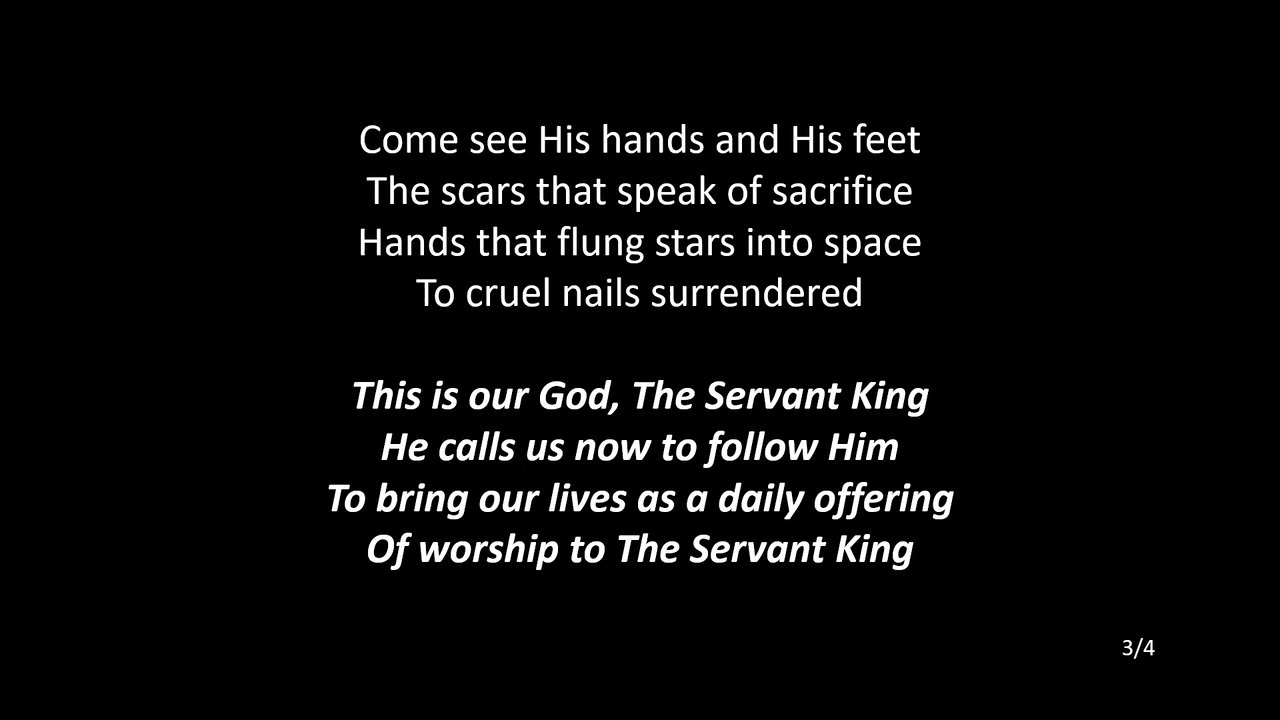 Come see His hands and His feet
The scars that speak of sacrifice
Hands that flung stars into space
To cruel nails surrendered
This is our God, The Servant King
He calls us now to follow Him
To bring our lives as a daily offering
Of worship to The Servant King
3/4